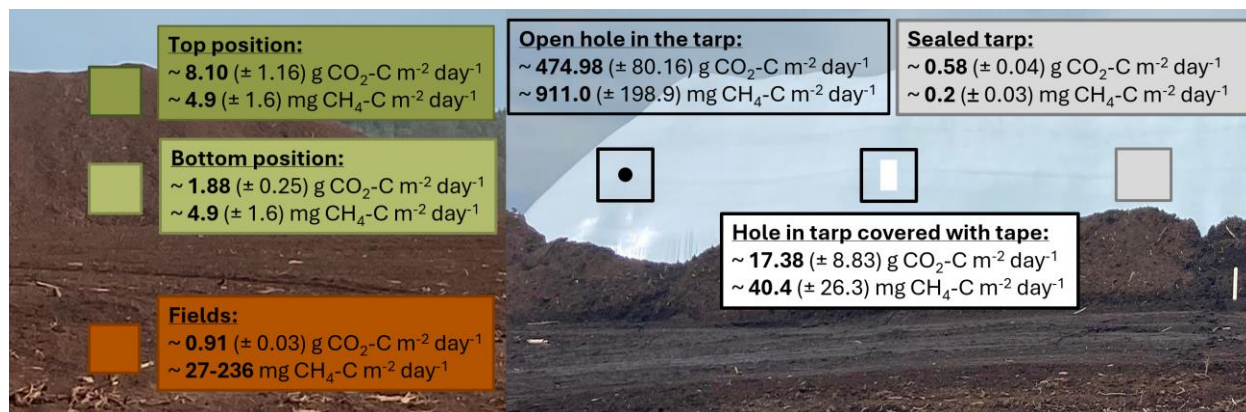 Top position:
~ 8.10 (± 1.16) g CO₂-C m⁻² day⁻¹
~ 4.9 (± 1.6) mg CH₄-C m⁻² day⁻¹
Bottom position:
~ 1.88 (± 0.25) g CO₂-C m⁻² day⁻¹
~ 4.9 (± 1.6) mg CH₄-C m⁻² day⁻¹
Fields:
~ 0.91 (± 0.03) g CO₂-C m⁻² day⁻¹
~ 27-236 mg CH₄-C m⁻² day⁻¹
Open hole in the tarp:
~ 474.98 (± 80.16) g CO₂-C m⁻² day⁻¹
~ 911.0 (± 198.9) mg CH₄-C m⁻² day⁻¹
Sealed tarp:
~ 0.58 (± 0.04) g CO₂-C m⁻² day⁻¹
~ 0.2 (± 0.03) mg CH₄-C m⁻² day⁻¹
Hole in tarp covered with tape:
~ 17.38 (± 8.83) g CO₂-C m⁻² day⁻¹
~ 40.4 (± 26.3) mg CH₄-C m⁻² day⁻¹